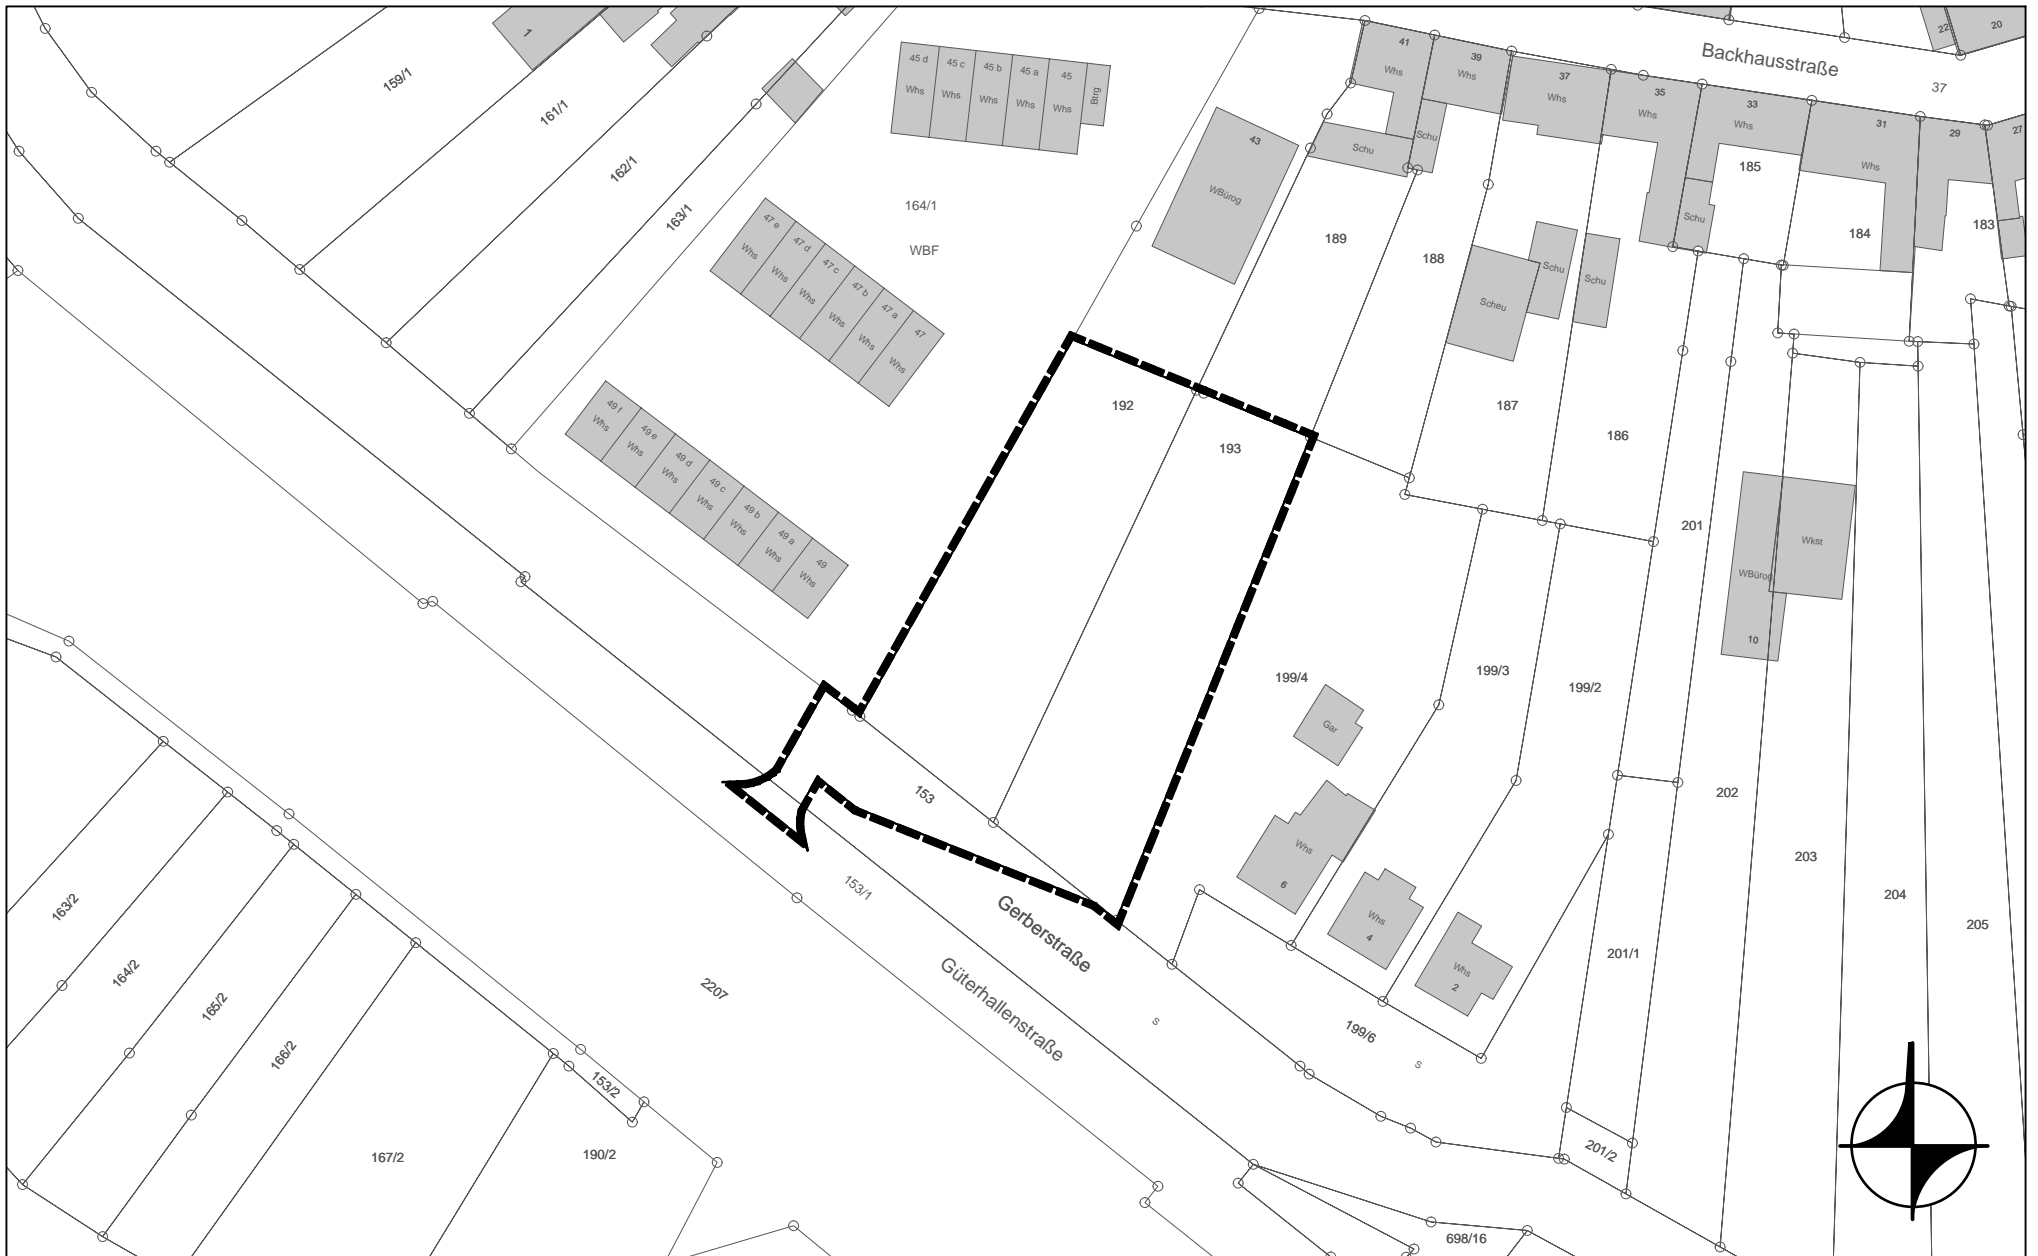 1
159/1
161/1
162/1
163/1
45 d
Whs
45 c
Whs
45 b
Whs
45 a
Whs
45
Whs
Btrg
43
WBürog
41
Whs
Schu
Schu
39
Whs
37
Whs
35
Whs
33
Whs
31
Whs
29
27
22
20
Backhausstraße
37
164/1
WBF
47 e
Whs
47 d
Whs
47 c
Whs
47 b
Whs
47 a
Whs
47
Whs
189
188
Scheu
Schu
Schu
Schu
185
184
183
49 f
Whs
49 e
Whs
49 d
Whs
49 c
Whs
49 b
Whs
49 a
Whs
49
Whs
192
193
187
186
201
WBürog
10
Wkst
199/4
199/3
199/2
Gar
Whs
6
Whs
4
Whs
2
202
203
204
205
201/1
153
153/1
Gerberstraße
Güterhallenstraße
s
199/6
s
201/2
2207
163/2
164/2
165/2
166/2
153/2
167/2
190/2
698/16